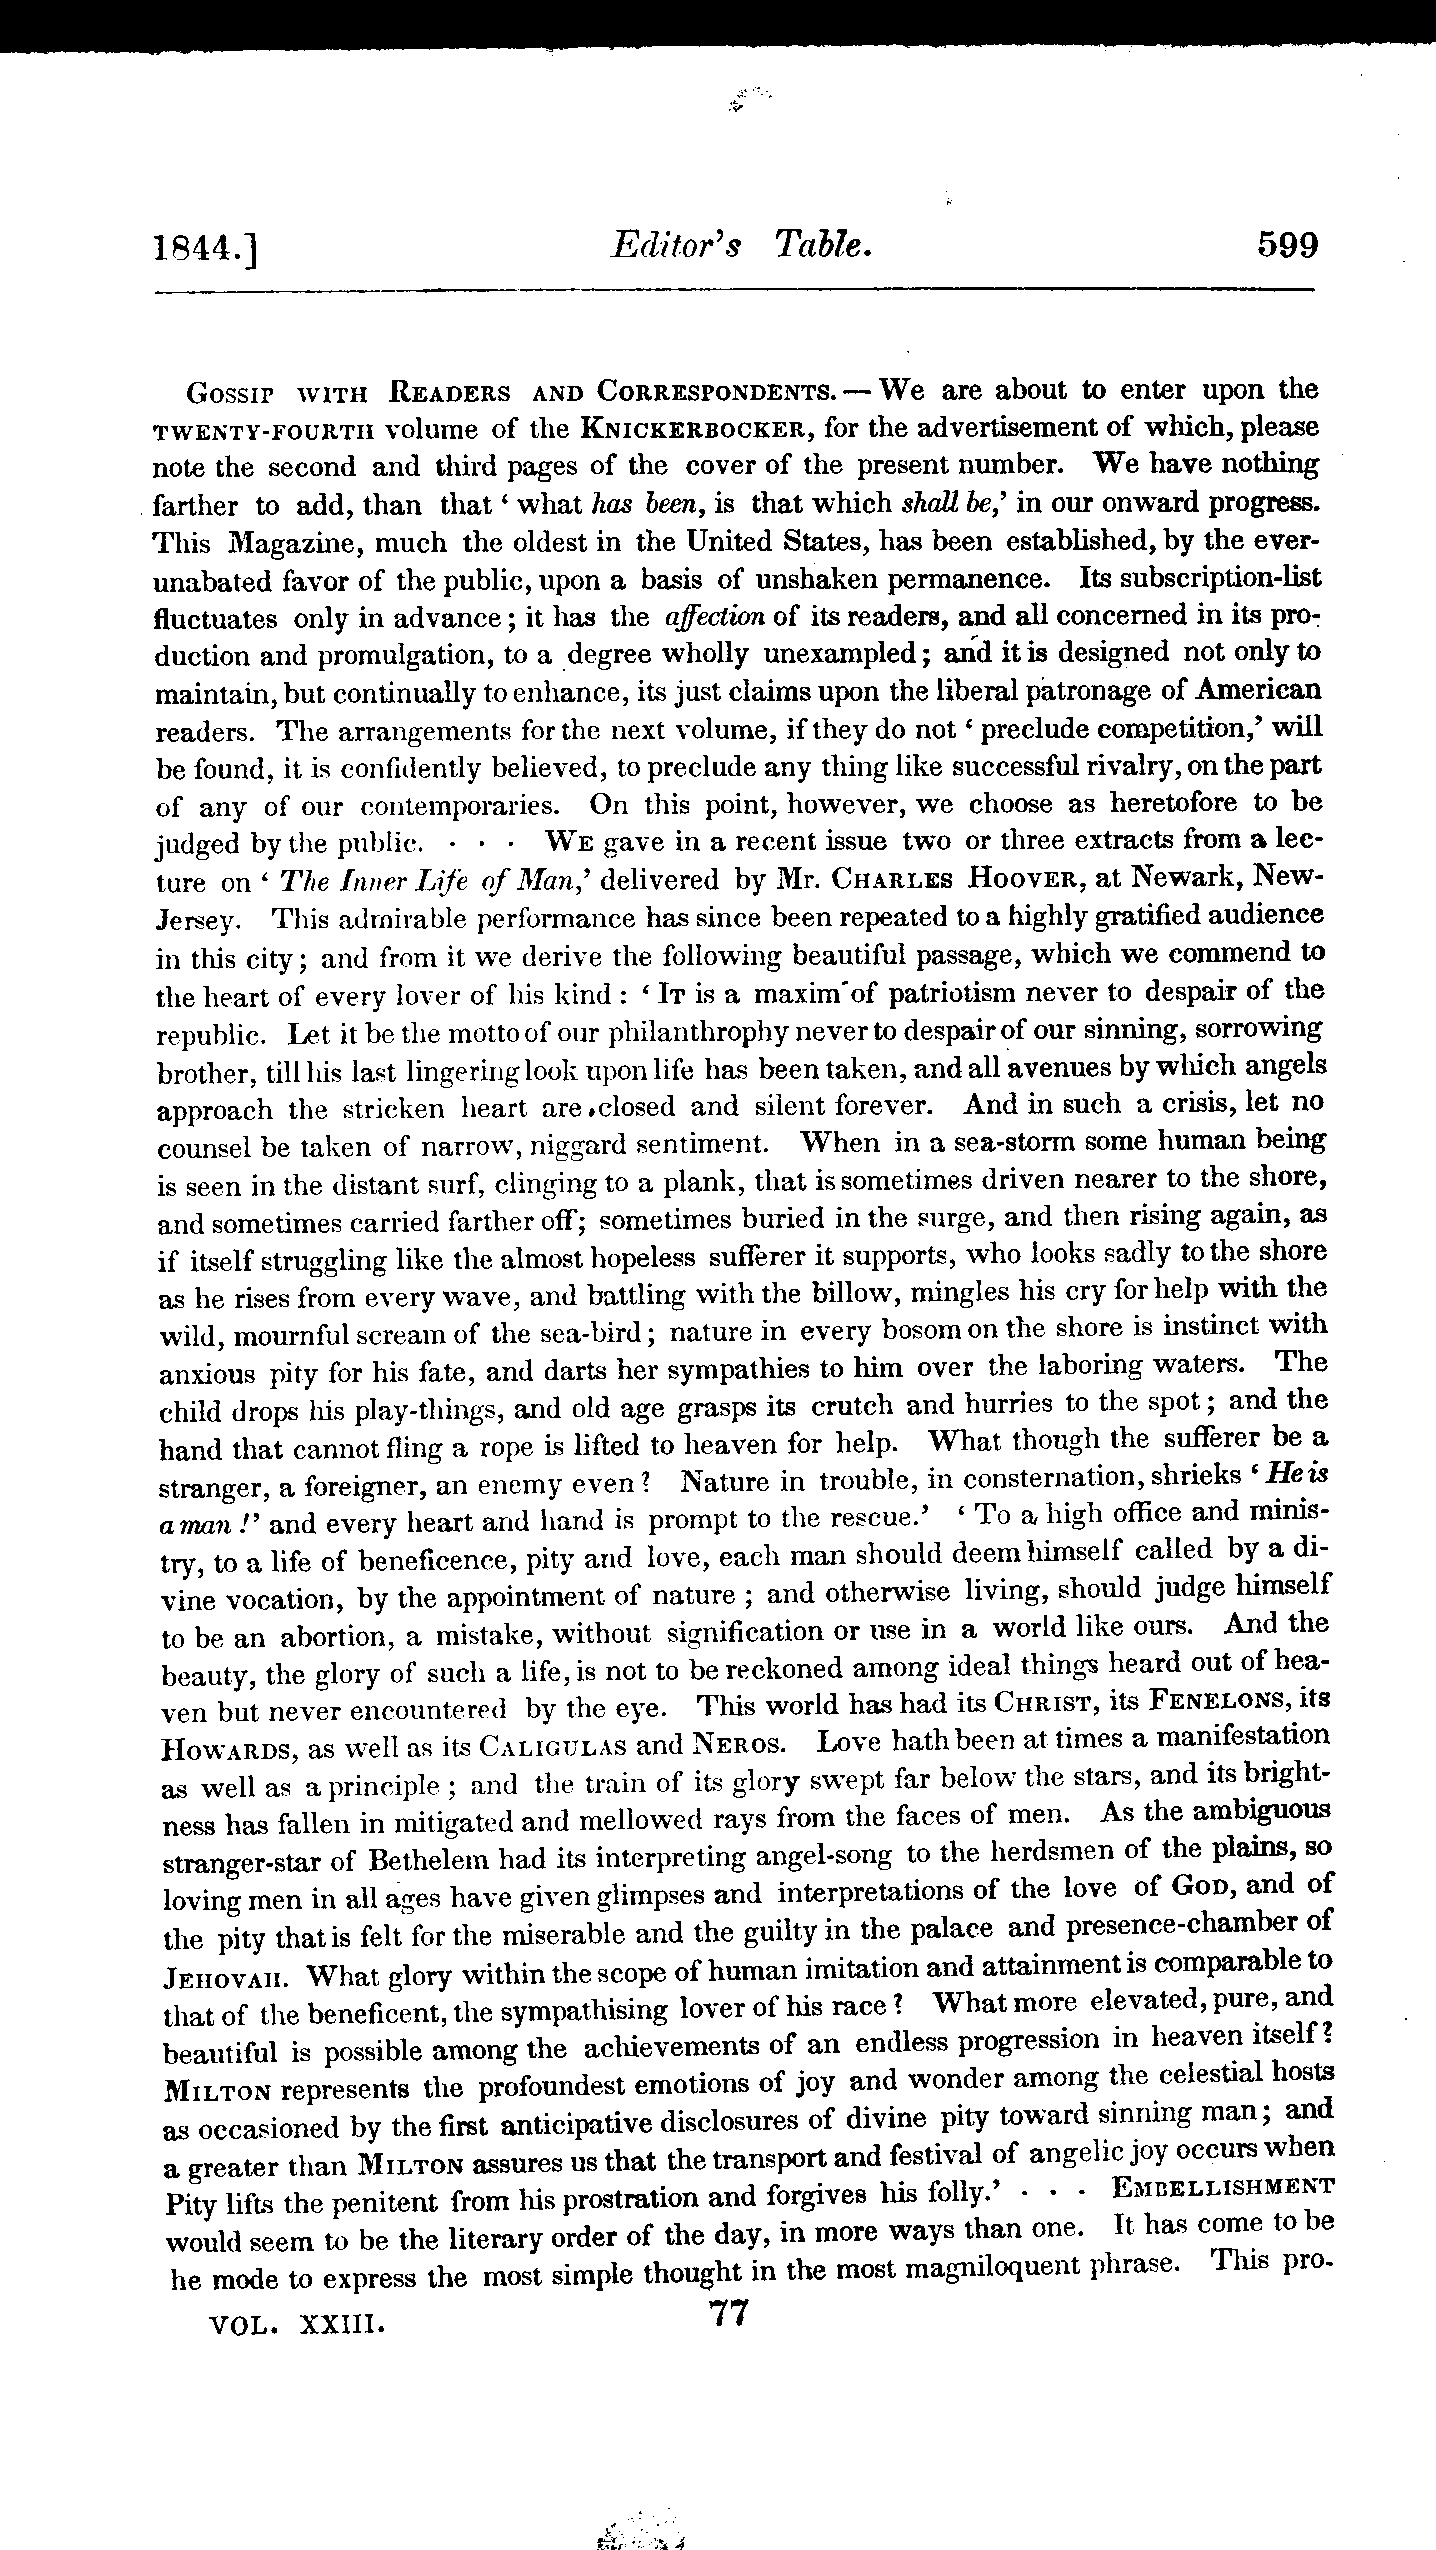 1844.] Editor's Table. 599
GOSSIP WITH READERS AND CORRESPONDENTS. — We are about to enter upon the
TWENTY-FOURTH volume of the KNICKERBOCKER, for the advertisement of which, please
note the second and third pages of the cover of the present number. We have nothing
farther to add, than that ‘ what has been, is that which shall be,’ in our onward progress.
This Magazine, much the oldest in the United States, has been established, by the ever-
unabated favor of the public, upon a basis of unshaken permanence. Its subscription-list
fluctuates only in advance ; it has the affection of its readers, and all concerned in its pro-
duction and promulgation, to a degree wholly unexampled ; and it is designed not only to
maintain, but continually to enhance, its just claims upon the liberal patronage of American
readers. The arrangements for the next volume, if they do not ‘ preclude competition,’ will
be found, it is confidently believed, to preclude any thing like successful rivalry, on the part
of any of our contemporaries. On this point, however, we choose as heretofore to be
judged by the public. · · · WE gave in a recent issue two or three extracts from a lec-
ture on ‘ The Inner Life of Man,’ delivered by Mr. CHARLES HOOVER, at Newark, New-
Jersey. This admirable performance has since been repeated to a highly gratified audience
in this city ; and from it we derive the following beautiful passage, which we commend to
the heart of every lover of his kind : ‘ IT is a maxim of patriotism never to despair of the
republic. Let it be the motto of our philanthrophy never to despair of our sinning, sorrowing
brother, till his last lingering look upon life has been taken, and all avenues by which angels
approach the stricken heart are closed and silent forever. And in such a crisis, let no
counsel be taken of narrow, niggard sentiment. When in a sea-storm some human being
is seen in the distant surf, clinging to a plank, that is sometimes driven nearer to the shore,
and sometimes carried farther off; sometimes buried in the surge, and then rising again, as
if itself struggling like the almost hopeless sufferer it supports, who looks sadly to the shore
as he rises from every wave, and battling with the billow, mingles his cry for help with the
wild, mournful scream of the sea-bird ; nature in every bosom on the shore is instinct with
anxious pity for his fate, and darts her sympathies to him over the laboring waters. The
child drops his play-things, and old age grasps its crutch and hurries to the spot ; and the
hand that cannot fling a rope is lifted to heaven for help. What though the sufferer be a
stranger, a foreigner, an enemy even ? Nature in trouble, in consternation, shrieks ‘ He is
a man !’ and every heart and hand is prompt to the rescue.’ ‘ To a high office and minis-
try, to a life of beneficence, pity and love, each man should deem himself called by a di-
vine vocation, by the appointment of nature ; and otherwise living, should judge himself
to be an abortion, a mistake, without signification or use in a world like ours. And the
beauty, the glory of such a life, is not to be reckoned among ideal things heard out of hea-
ven but never encountered by the eye. This world has had its CHRIST, its FENELONS, its
HOWARDS, as well as its CALIGULAS and NEROS. Love hath been at times a manifestation
as well as a principle ; and the train of its glory swept far below the stars, and its bright-
ness has fallen in mitigated and mellowed rays from the faces of men. As the ambiguous
stranger-star of Bethelem had its interpreting angel-song to the herdsmen of the plains, so
loving men in all ages have given glimpses and interpretations of the love of GOD, and of
the pity that is felt for the miserable and the guilty in the palace and presence-chamber of
JEHOVAH. What glory within the scope of human imitation and attainment is comparable to
that of the beneficent, the sympathising lover of his race ? What more elevated, pure, and
beautiful is possible among the achievements of an endless progression in heaven itself ?
MILTON represents the profoundest emotions of joy and wonder among the celestial hosts
as occasioned by the first anticipative disclosures of divine pity toward sinning man ; and
a greater than MILTON assures us that the transport and festival of angelic joy occurs when
Pity lifts the penitent from his prostration and forgives his folly.’ · · · EMBELLISHMENT
would seem to be the literary order of the day, in more ways than one. It has come to be
he mode to express the most simple thought in the most magniloquent phrase. This pro-
VOL. XXIII. 77